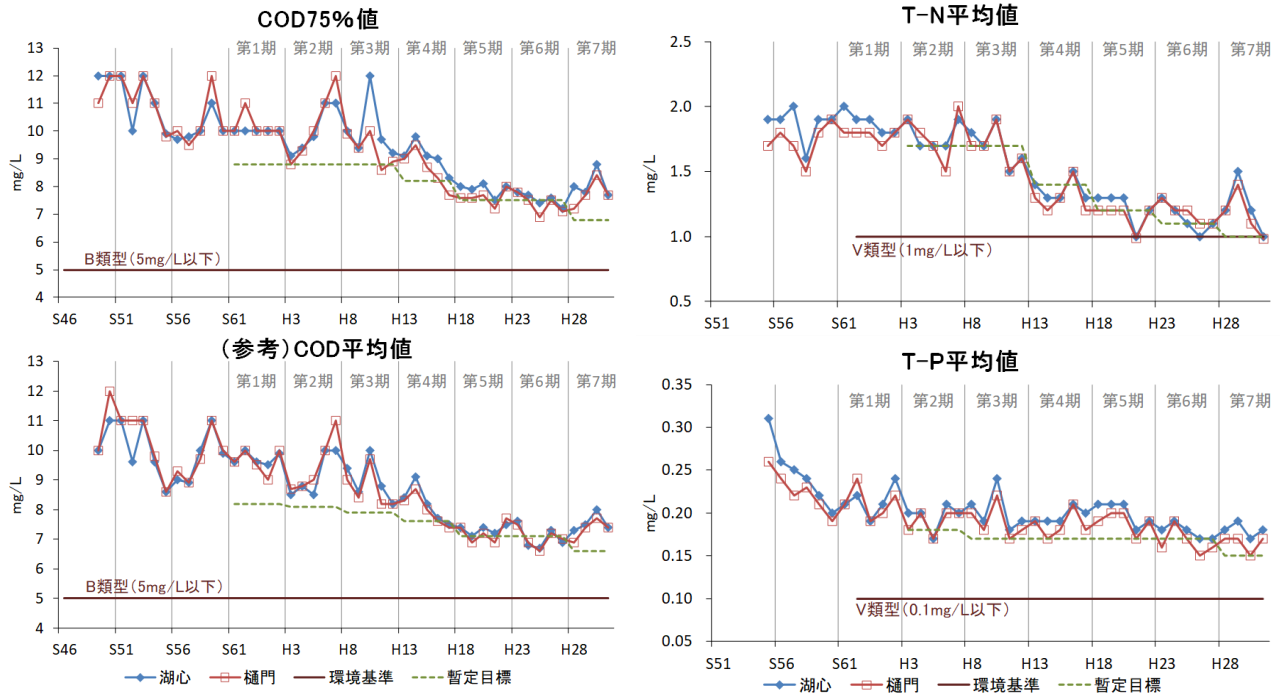 COD75%値
13
12
11
10
9
8
7
6
5
4
mg/L
第1期 第2期 第3期 第4期 第5期 第6期 第7期
B類型(5mg/L以下)
S46 S51 S56 S61 H3 H8 H13 H18 H23 H28
T-N平均値
2.5
2.0
1.5
1.0
0.5
mg/L
第1期 第2期 第3期 第4期 第5期 第6期 第7期
V類型(1mg/L以下)
S51 S56 S61 H3 H8 H13 H18 H23 H28
(参考)COD平均値
13
12
11
10
9
8
7
6
5
4
mg/L
第1期 第2期 第3期 第4期 第5期 第6期 第7期
B類型(5mg/L以下)
S46 S51 S56 S61 H3 H8 H13 H18 H23 H28
湖心 樋門 環境基準 暫定目標
T-P平均値
0.35
0.30
0.25
0.20
0.15
0.10
0.05
mg/L
第1期 第2期 第3期 第4期 第5期 第6期 第7期
V類型(0.1mg/L以下)
S51 S56 S61 H3 H8 H13 H18 H23 H28
湖心 樋門 環境基準 暫定目標